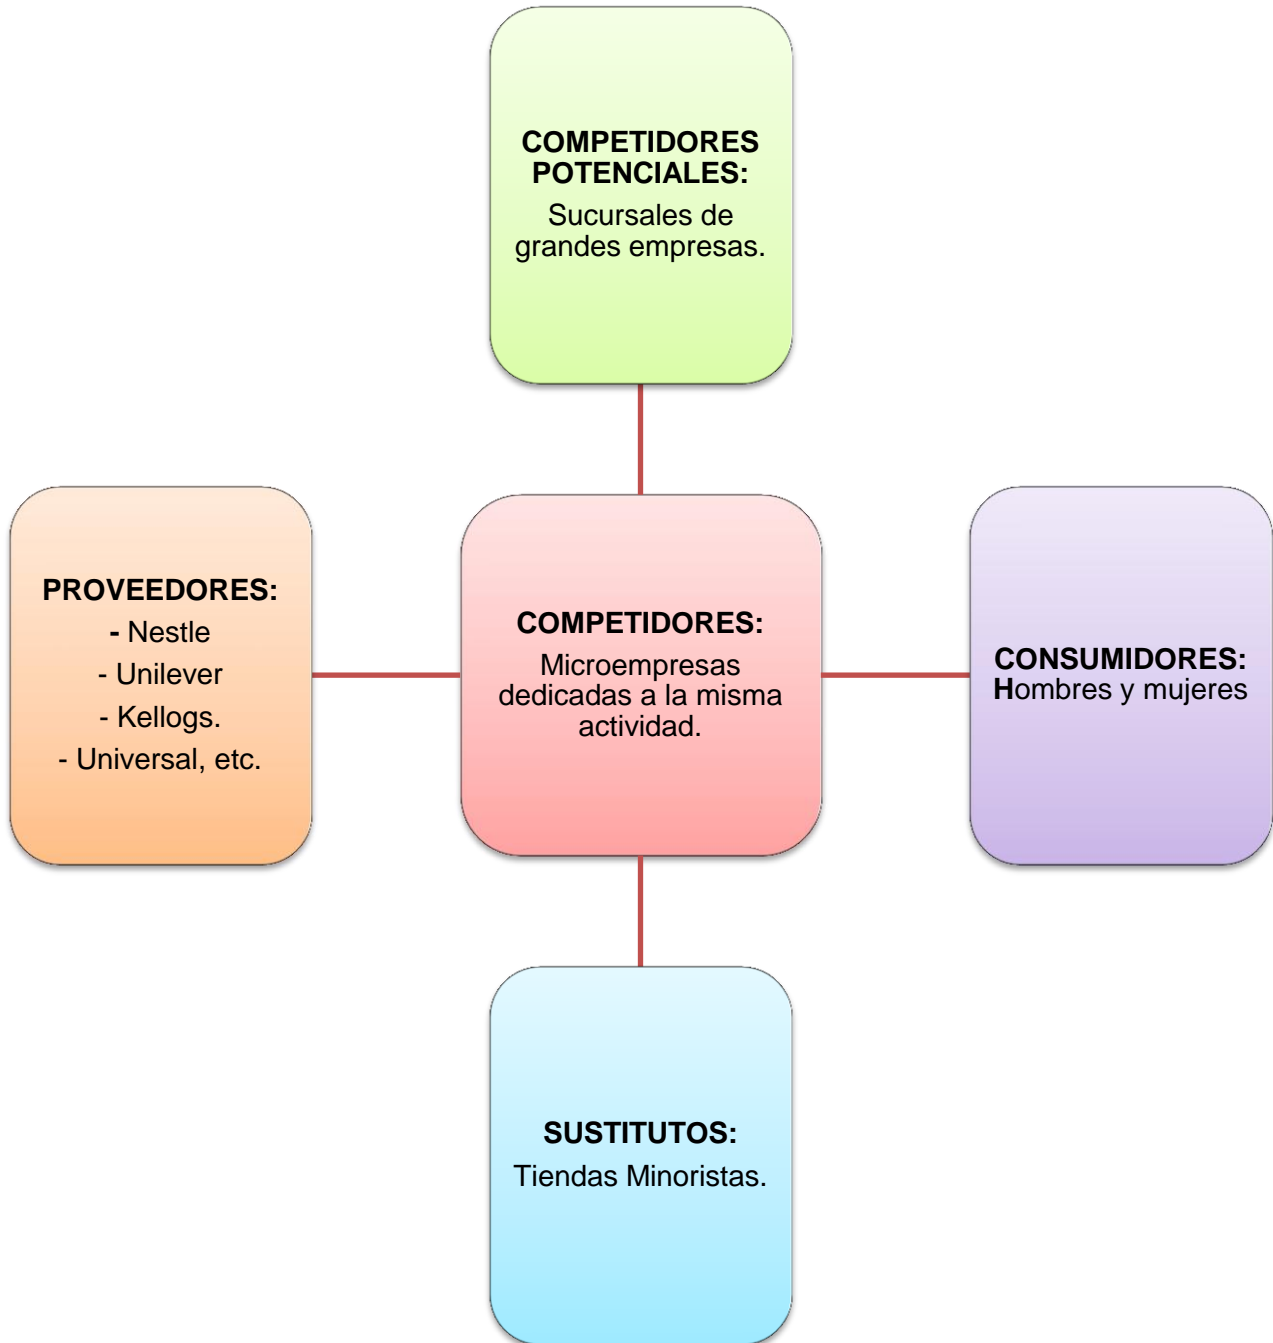 COMPETIDORES
POTENCIALES:
Sucursales de
grandes empresas.
PROVEEDORES:
- Nestle
- Unilever
- Kellogs.
- Universal, etc.
COMPETIDORES:
Microempresas
dedicadas a la misma
actividad.
CONSUMIDORES:
Hombres y mujeres
SUSTITUTOS:
Tiendas Minoristas.